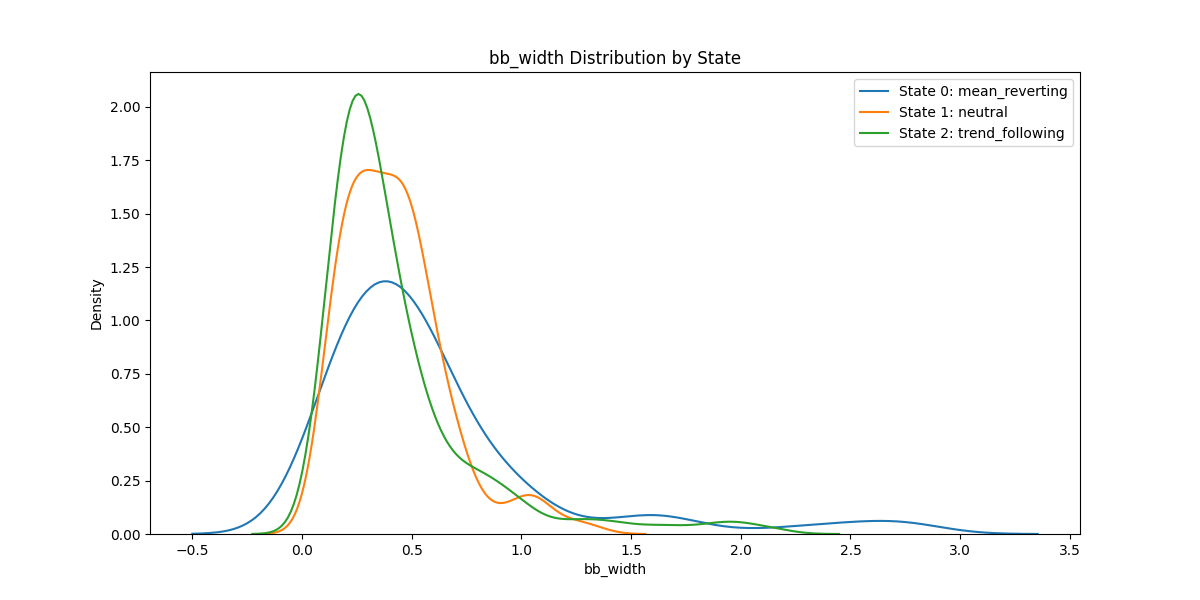 bb_width Distribution by State
State 0: mean_reverting
State 1: neutral
State 2: trend_following
Density
2.00
1.75
1.50
1.25
1.00
0.75
0.50
0.25
0.00
−0.5 0.0 0.5 1.0 1.5 2.0 2.5 3.0 3.5
bb_width